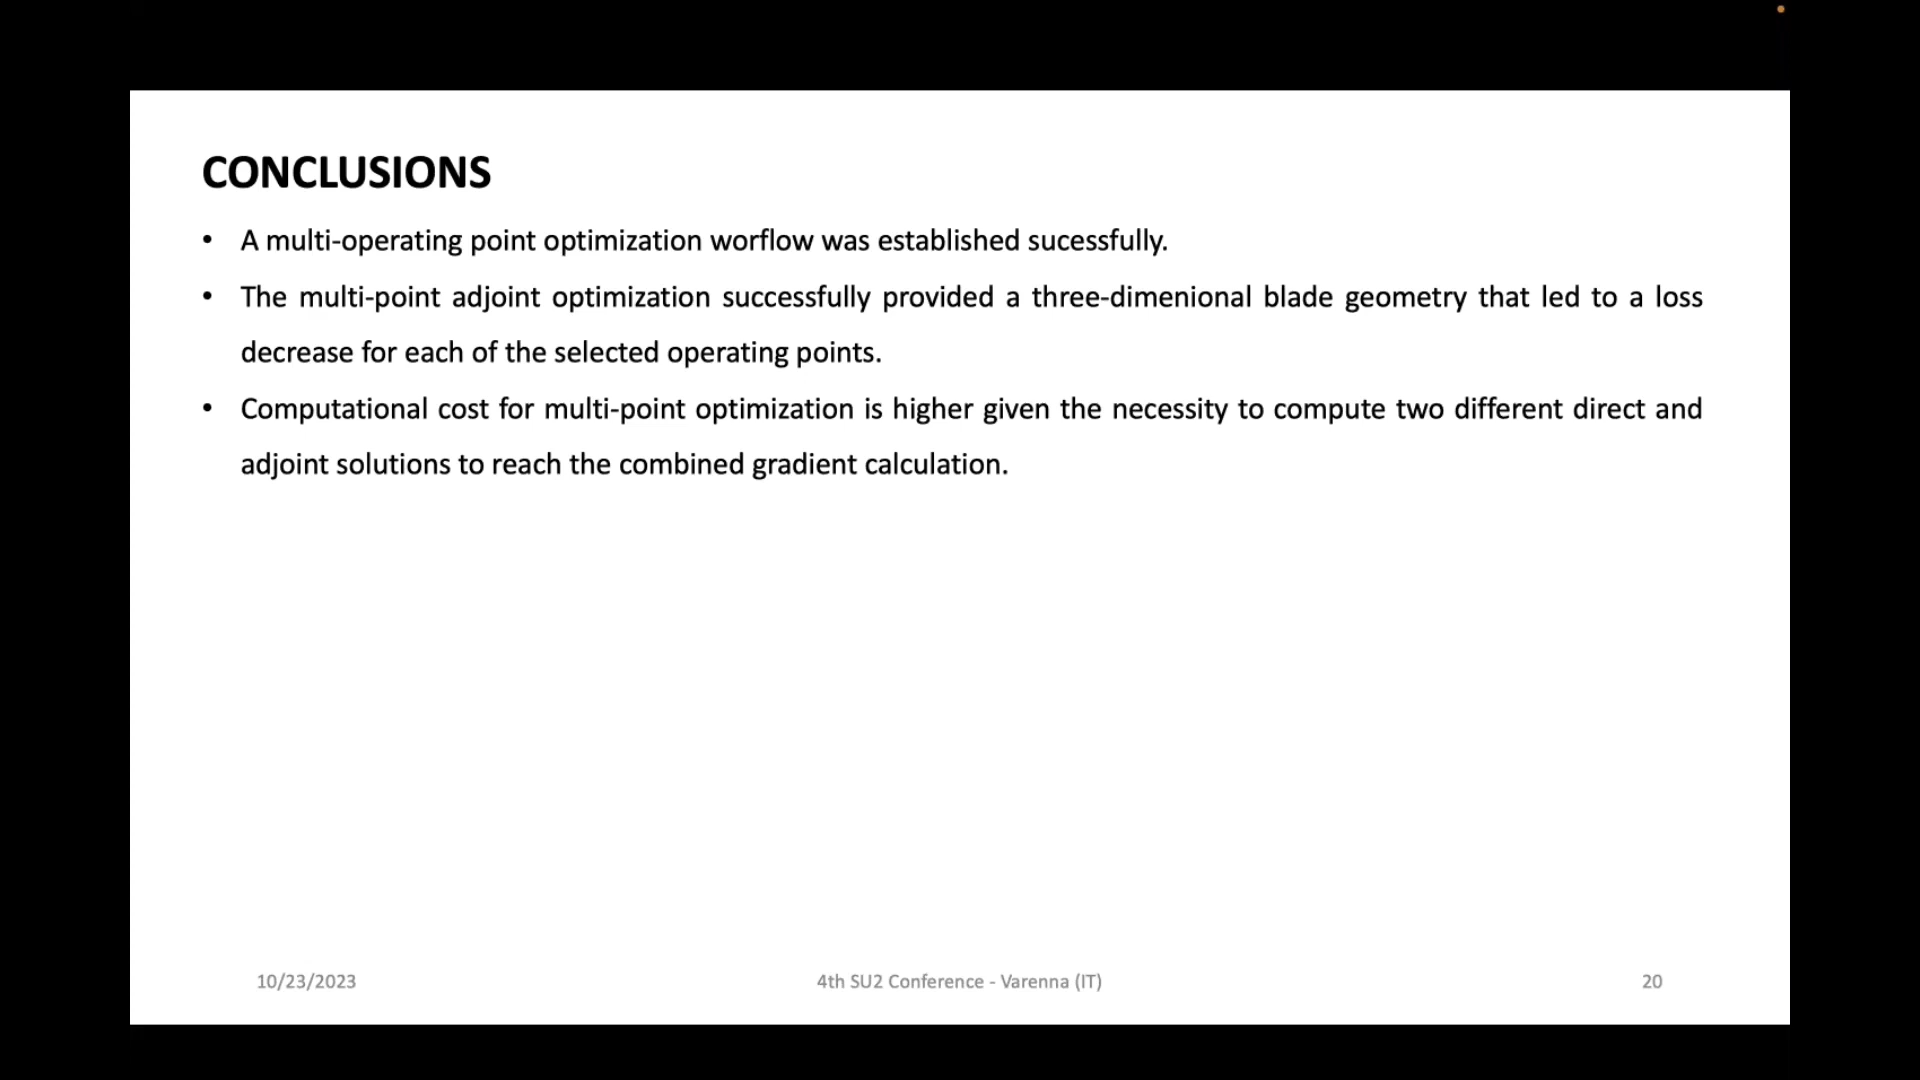 CONCLUSIONS
• A multi-operating point optimization worflow was established sucessfully.
• The multi-point adjoint optimization successfully provided a three-dimenional blade geometry that led to a loss
decrease for each of the selected operating points.
• Computational cost for multi-point optimization is higher given the necessity to compute two different direct and
adjoint solutions to reach the combined gradient calculation.
10/23/2023
4th SU2 Conference - Varenna (IT)
20